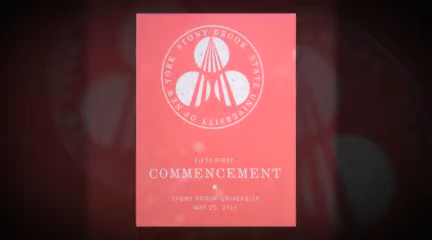 STONY BROOK STATE UNIVERSITY OF NEW YORK
FIFTY-FIRST
COMMENCEMENT
STONY BROOK UNIVERSITY
MAY 20, 2011